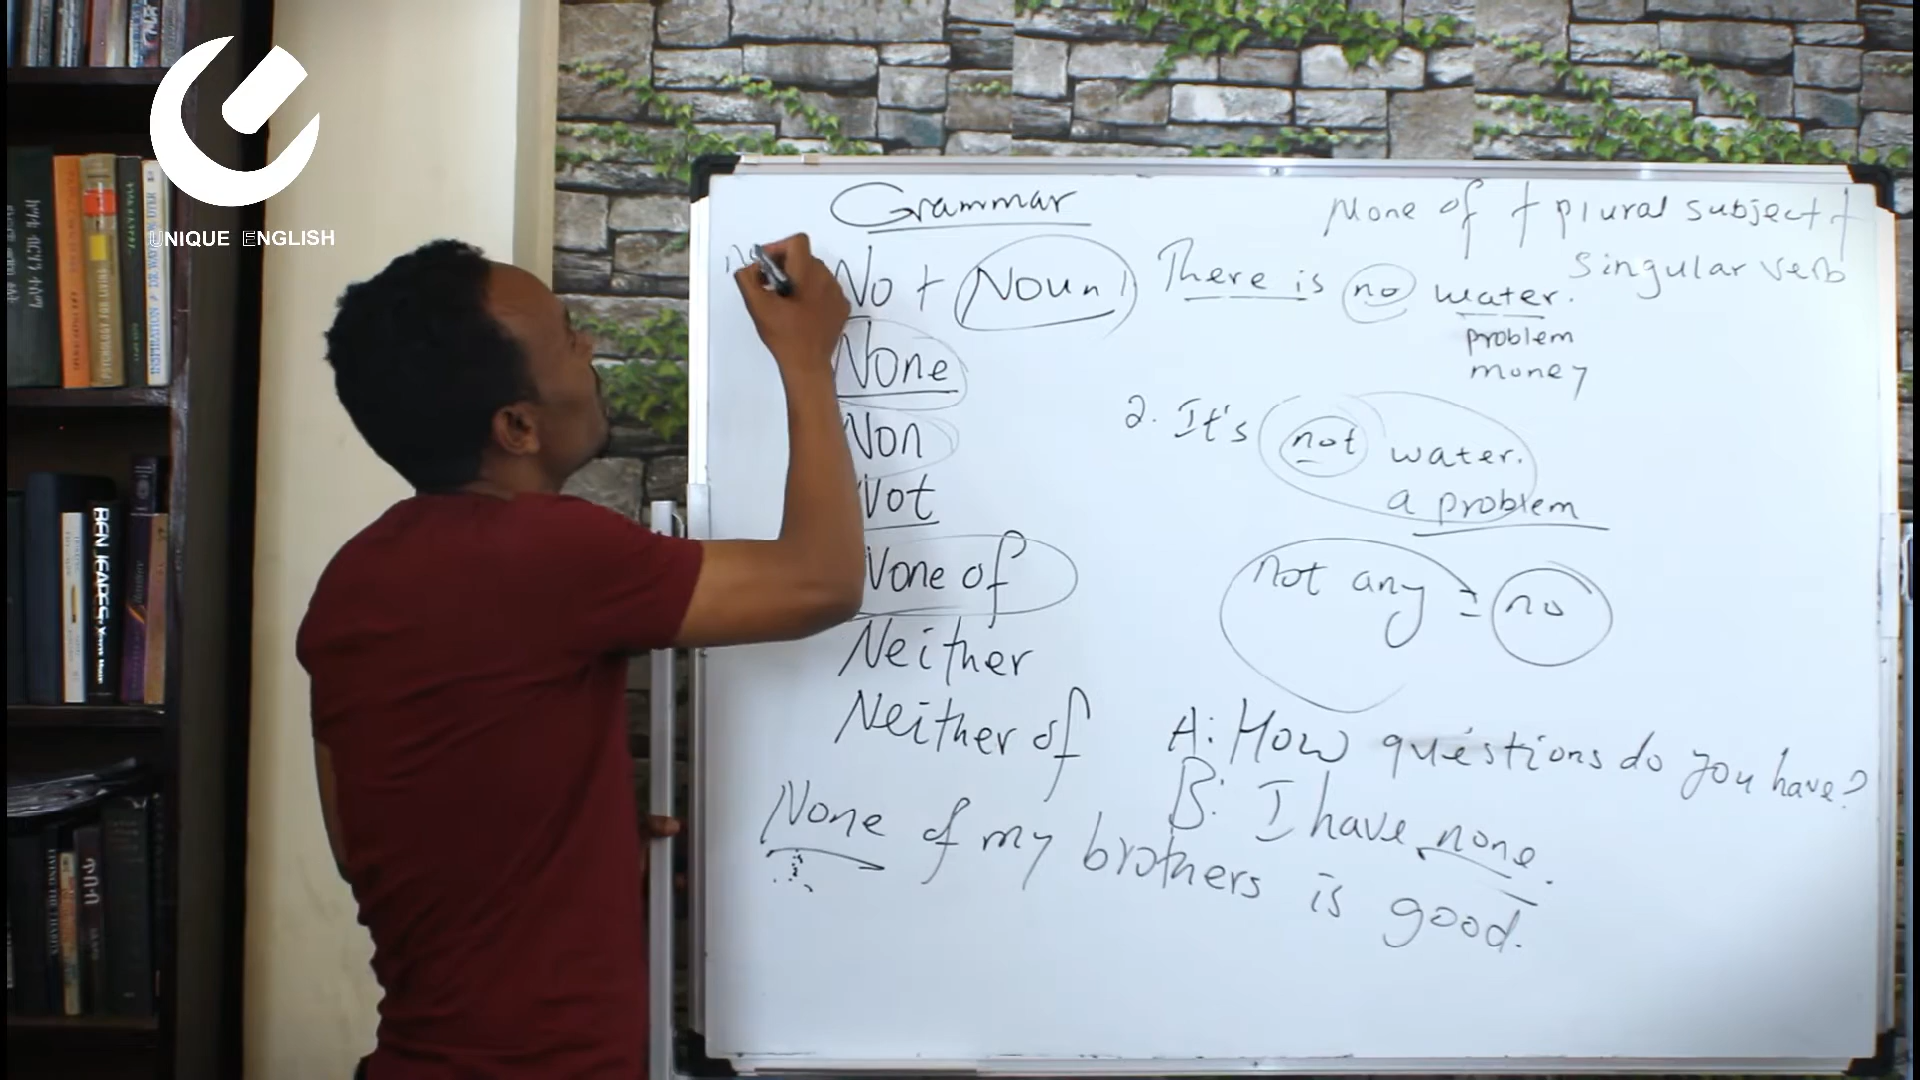 UNIQUE ENGLISH
Grammar
None of + plural subject +
singular verb
No + Noun
There is no water.
problem
money
None
Non
2. It's not water.
a problem
Not
None of
not any = no
Neither
Neither of
A: How questions do you have?
B: I have none.
None of my brothers is good.
INSPIRATION